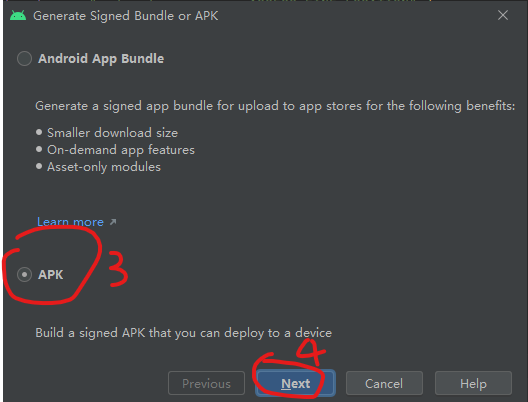 Generate Signed Bundle or APK
Android App Bundle
Generate a signed app bundle for upload to app stores for the following benefits:
• Smaller download size
• On-demand app features
• Asset-only modules
Learn more ↗
3
APK
Build a signed APK that you can deploy to a device
4
Previous Next Cancel Help